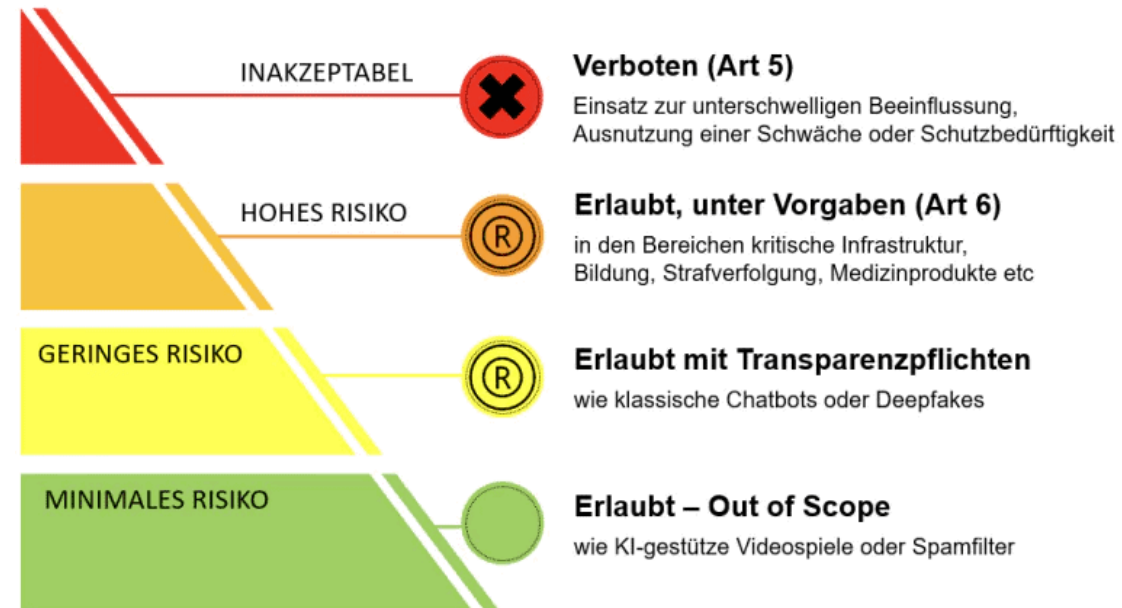 INAKZEPTABEL
Verboten (Art 5)
Einsatz zur unterschwelligen Beeinflussung,
Ausnutzung einer Schwäche oder Schutzbedürftigkeit
HOHES RISIKO
R
Erlaubt, unter Vorgaben (Art 6)
in den Bereichen kritische Infrastruktur,
Bildung, Strafverfolgung, Medizinprodukte etc
GERINGES RISIKO
R
Erlaubt mit Transparenzpflichten
wie klassische Chatbots oder Deepfakes
MINIMALES RISIKO
Erlaubt – Out of Scope
wie KI-gestütze Videospiele oder Spamfilter